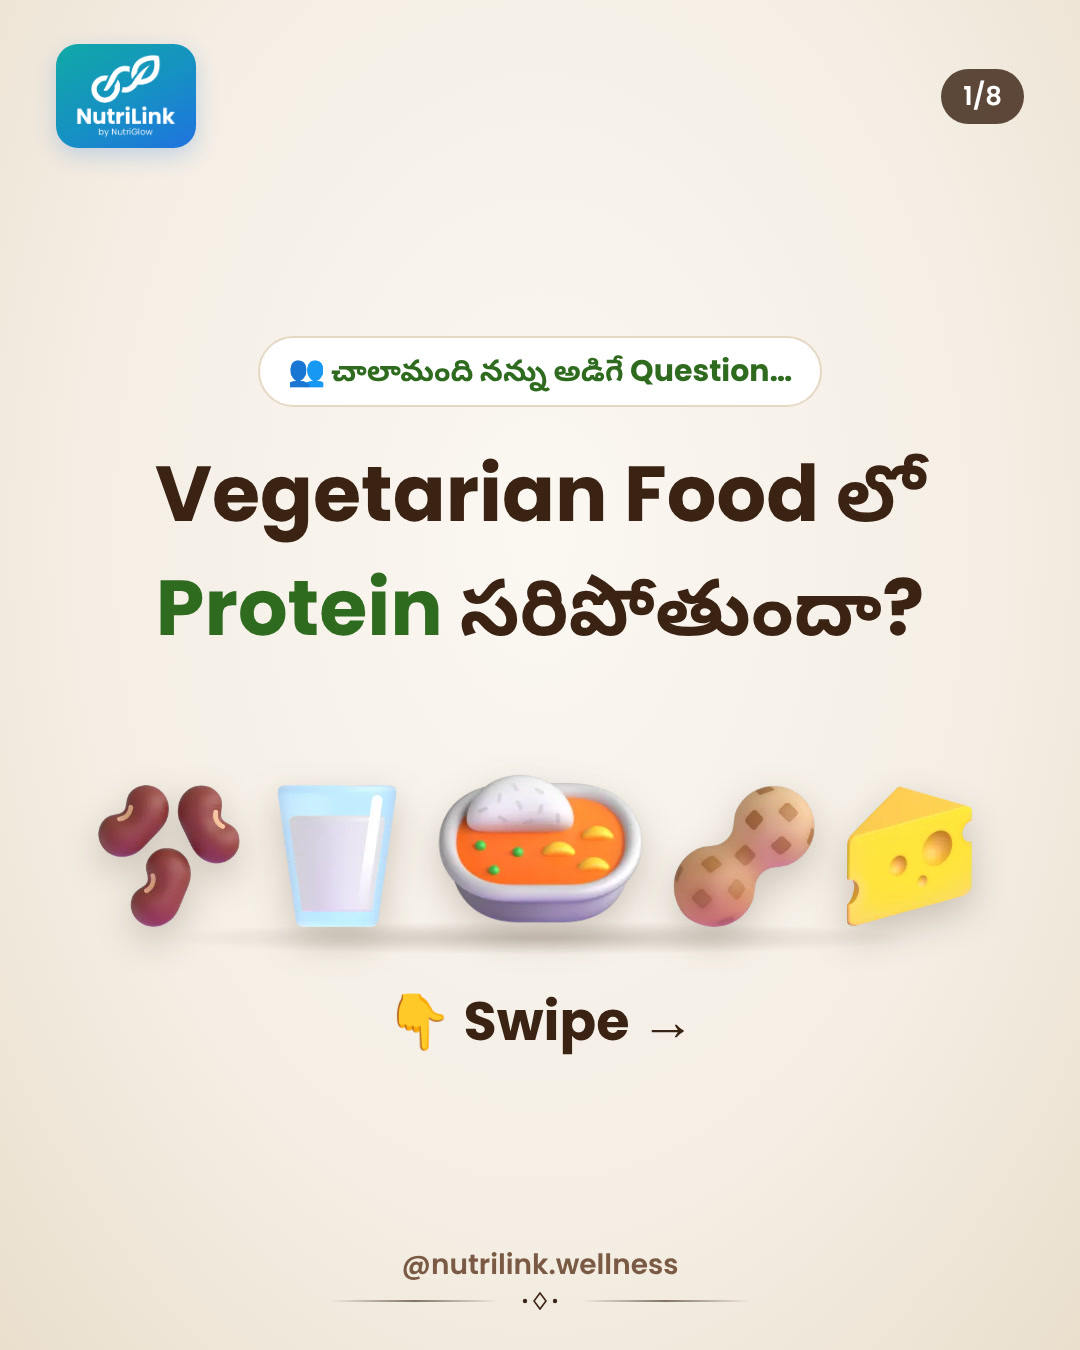 NutriLink
by NutriGlow
1/8
👥 చాలామంది నన్ను అడిగే Question...
Vegetarian Food లో
Protein సరిపోతుందా?
👇 Swipe →
@nutrilink.wellness